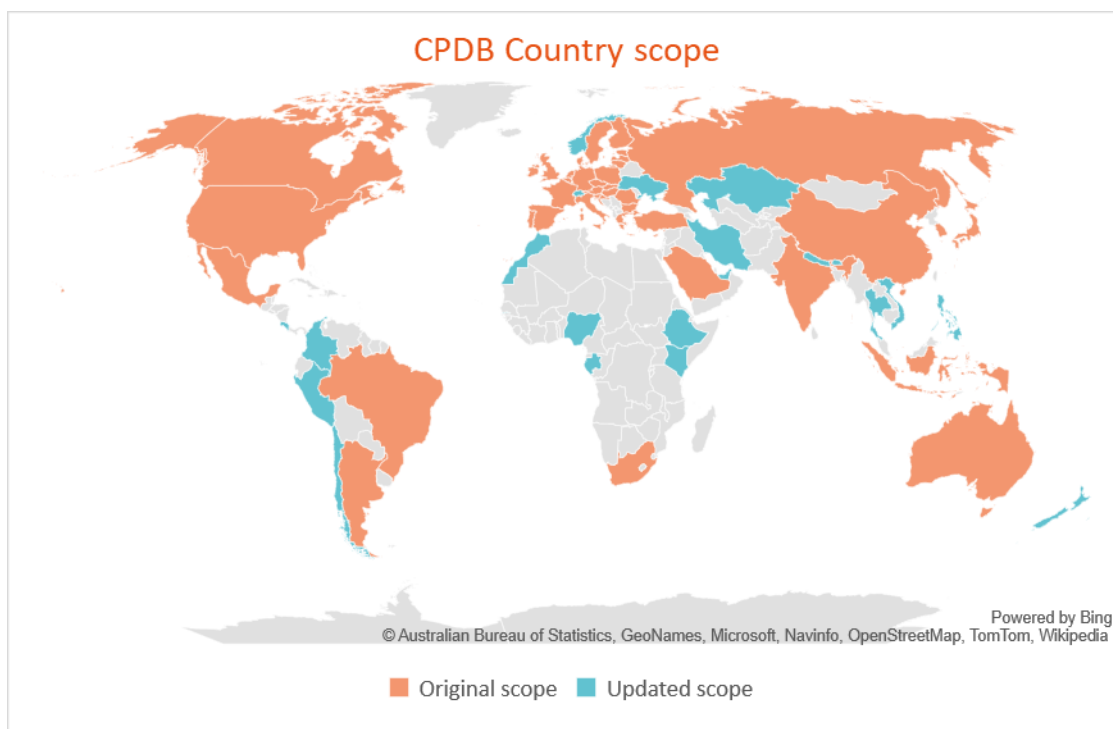 CPDB Country scope
Powered by Bing
© Australian Bureau of Statistics, GeoNames, Microsoft, Navinfo, OpenStreetMap, TomTom, Wikipedia
Original scope
Updated scope